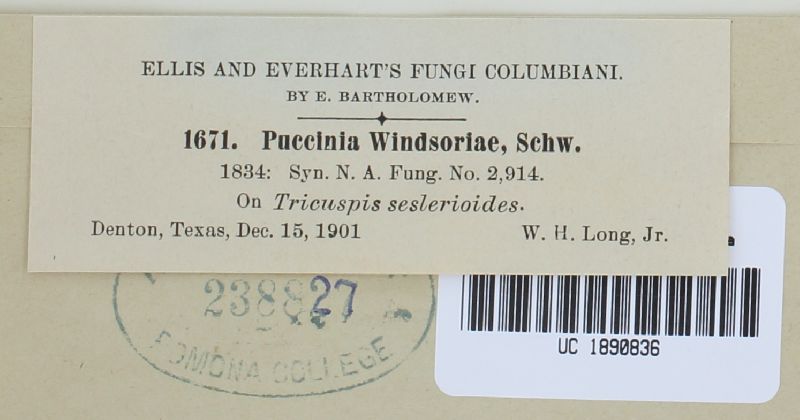 ELLIS AND EVERHART'S FUNGI COLUMBIANI.
BY E. BARTHOLOMEW.
1671. Puccinia Windsoriae, Schw.
1834: Syn. N. A. Fung. No. 2,914.
On Tricuspis seslerioides.
Denton, Texas, Dec. 15, 1901 W. H. Long, Jr.
238827
POMONA COLLEGE
UC 1890836